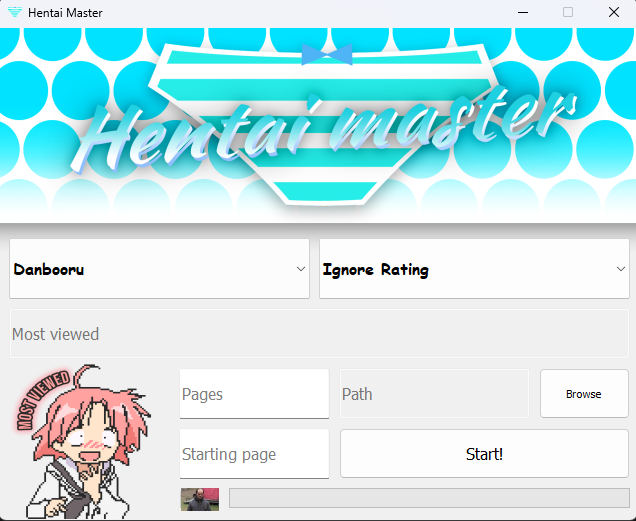 Hentai Master
Hentai master
Danbooru
Ignore Rating
Most viewed
MOST VIEWED
Pages
Path
Browse
Starting page
Start!